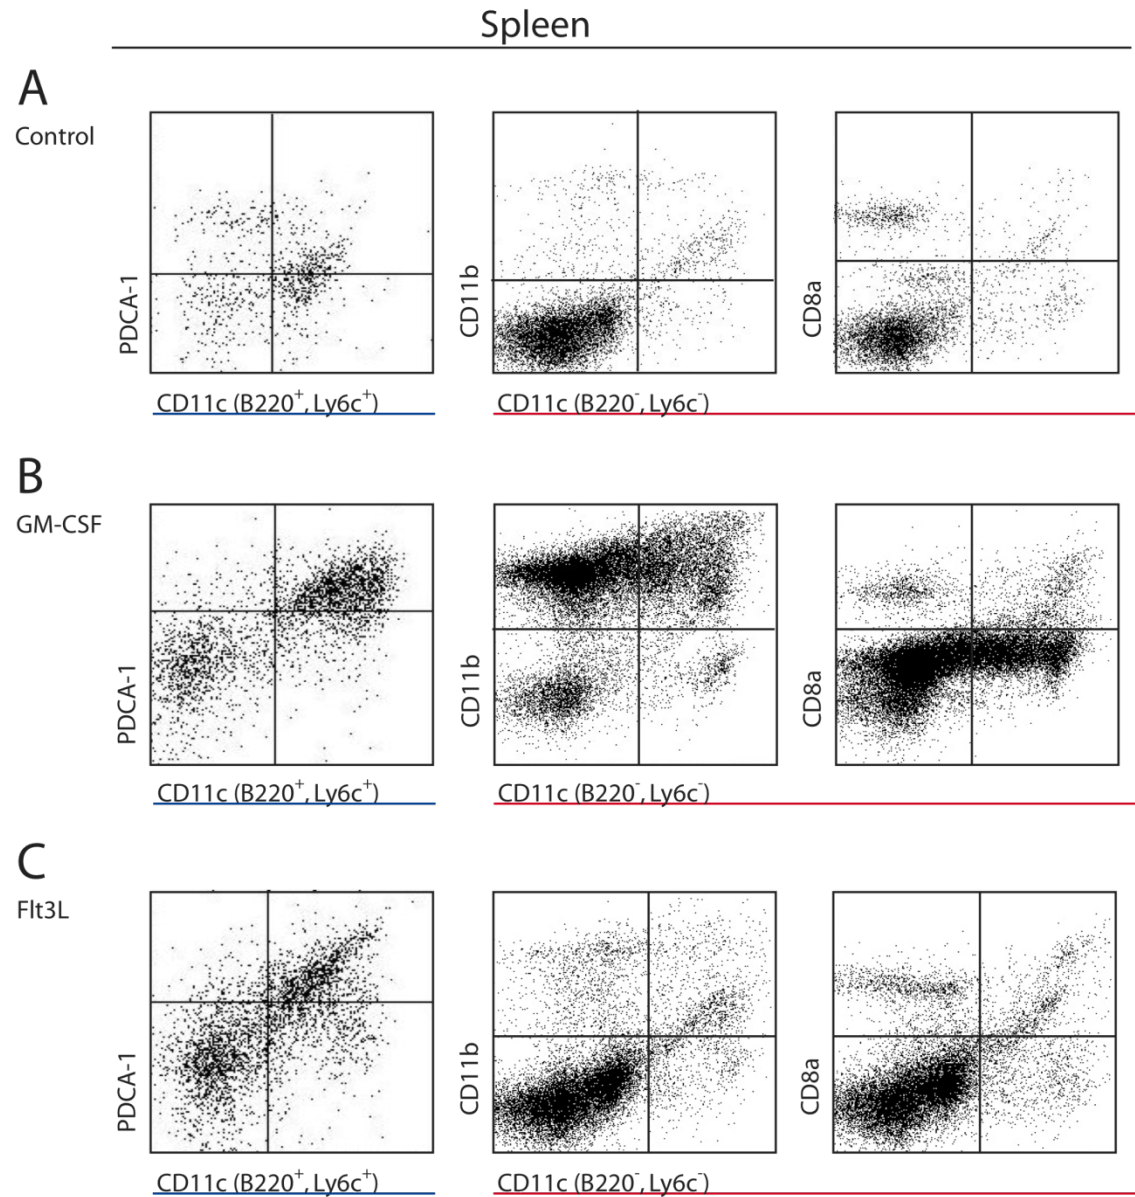 Spleen
A
Control
PDCA-1
CD11b
CD8a
CD11c (B220+, Ly6c+)
CD11c (B220-, Ly6c-)
B
GM-CSF
PDCA-1
CD11b
CD8a
CD11c (B220+, Ly6c+)
CD11c (B220-, Ly6c-)
C
Flt3L
PDCA-1
CD11b
CD8a
CD11c (B220+, Ly6c+)
CD11c (B220-, Ly6c-)